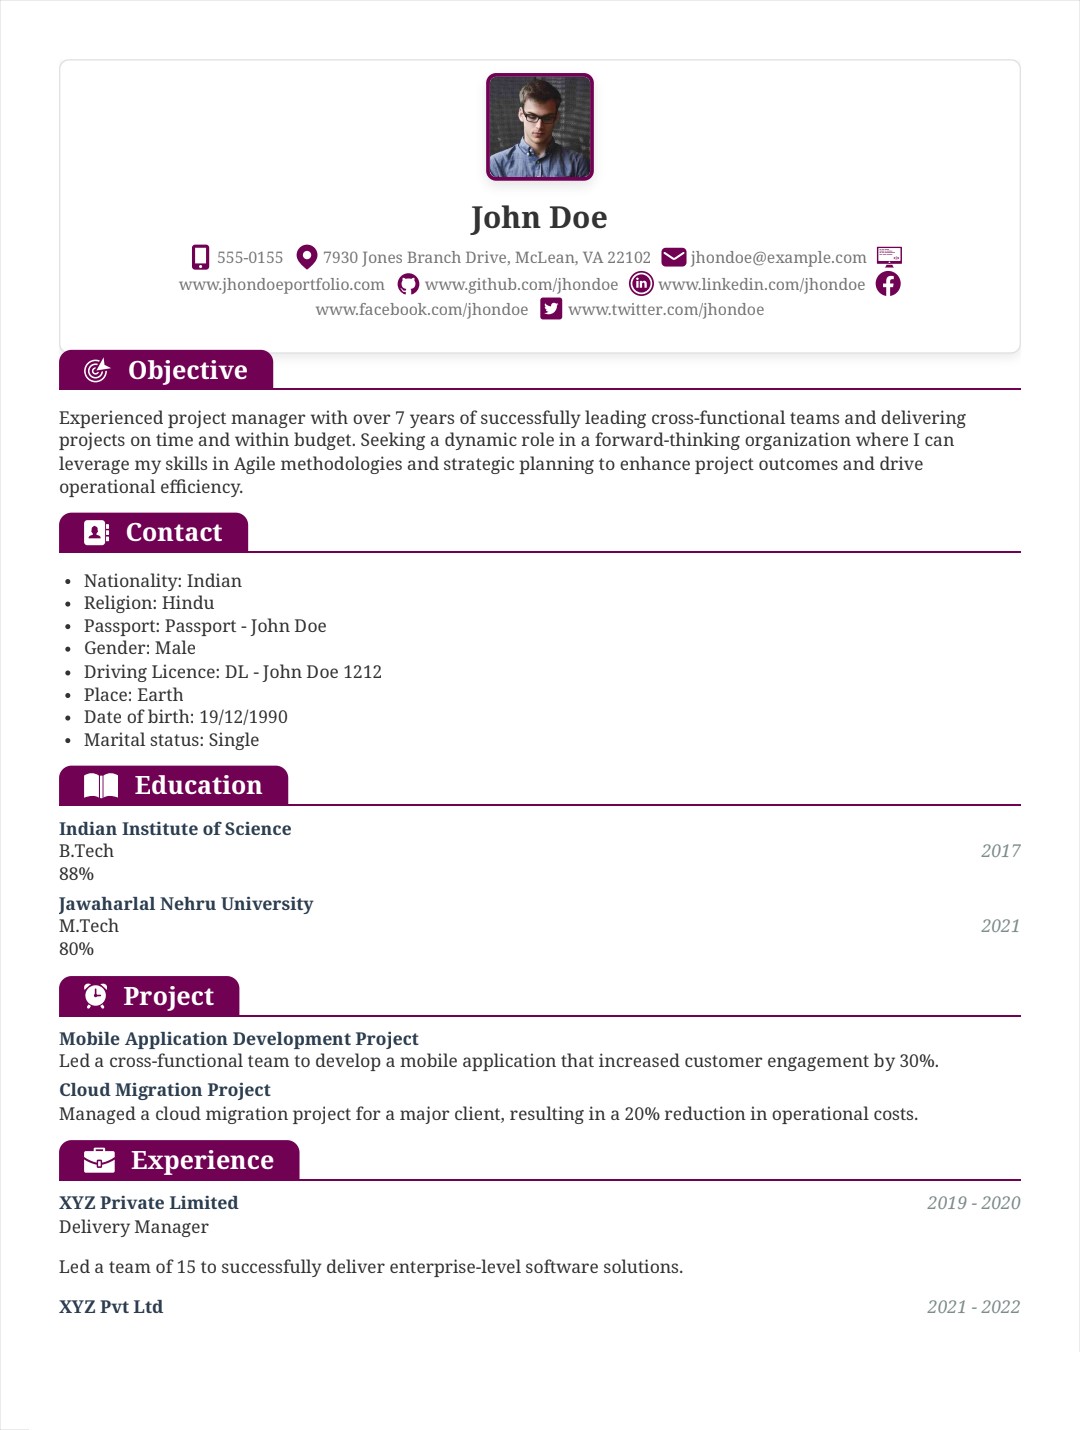 John Doe
555-0155 7930 Jones Branch Drive, McLean, VA 22102 jhondoe@example.com
www.jhondoeportfolio.com www.github.com/jhondoe www.linkedin.com/jhondoe
www.facebook.com/jhondoe www.twitter.com/jhondoe
Objective
Experienced project manager with over 7 years of successfully leading cross-functional teams and delivering
projects on time and within budget. Seeking a dynamic role in a forward-thinking organization where I can
leverage my skills in Agile methodologies and strategic planning to enhance project outcomes and drive
operational efficiency.
Contact
• Nationality: Indian
• Religion: Hindu
• Passport: Passport - John Doe
• Gender: Male
• Driving Licence: DL - John Doe 1212
• Place: Earth
• Date of birth: 19/12/1990
• Marital status: Single
Education
Indian Institute of Science
B.Tech 2017
88%
Jawaharlal Nehru University
M.Tech 2021
80%
Project
Mobile Application Development Project
Led a cross-functional team to develop a mobile application that increased customer engagement by 30%.
Cloud Migration Project
Managed a cloud migration project for a major client, resulting in a 20% reduction in operational costs.
Experience
XYZ Private Limited 2019 - 2020
Delivery Manager
Led a team of 15 to successfully deliver enterprise-level software solutions.
XYZ Pvt Ltd 2021 - 2022